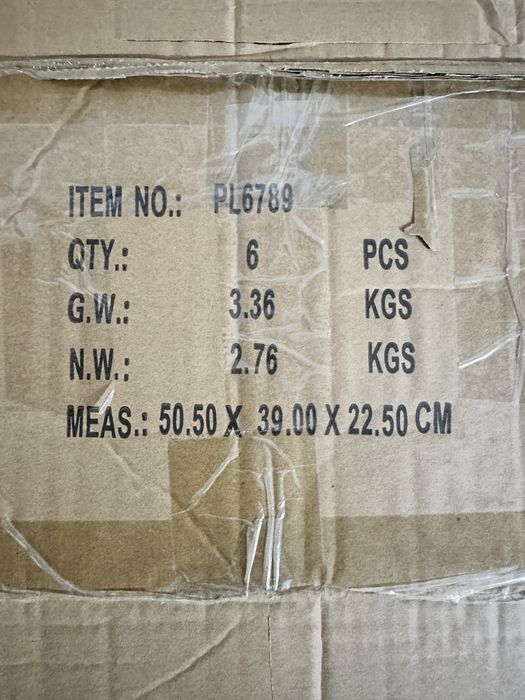 ITEM NO.: PL6789
QTY.: 6 PCS
G.W.: 3.36 KGS
N.W.: 2.76 KGS
MEAS.: 50.50 X 39.00 X 22.50 CM